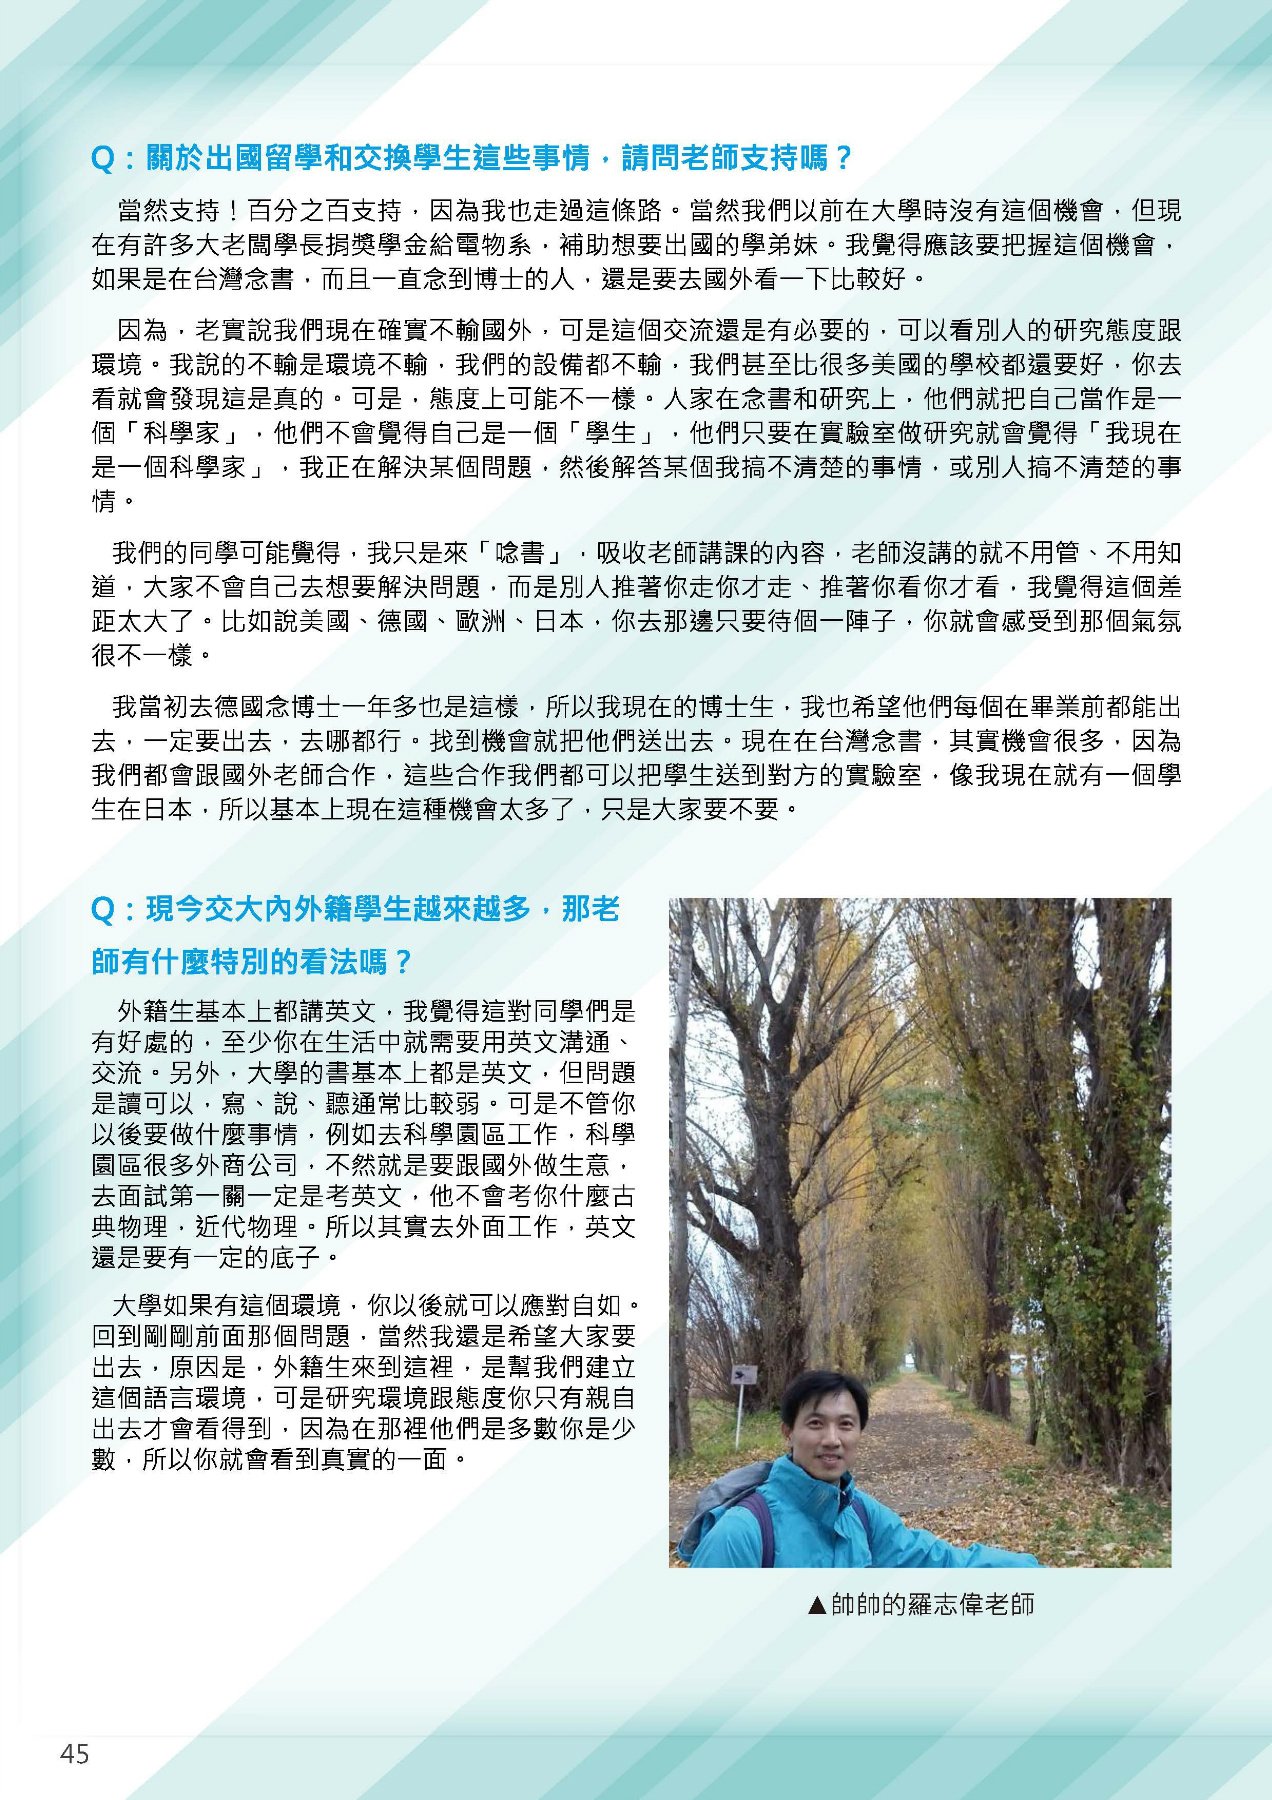 Q：關於出國留學和交換學生這些事情，請問老師支持嗎？
當然支持！百分之百支持，因為我也走過這條路。當然我們以前在大學時沒有這個機會，但現
在有許多大老闆學長捐獎學金給電物系，補助想要出國的學弟妹。我覺得應該要把握這個機會，
如果是在台灣念書，而且一直念到博士的人，還是要去國外看一下比較好。
因為，老實說我們現在確實不輸國外，可是這個交流還是有必要的，可以看別人的研究態度跟
環境。我說的不輸是環境不輸，我們的設備都不輸，我們甚至比很多美國的學校都還要好，你去
看就會發現這是真的。可是，態度上可能不一樣。人家在念書和研究上，他們就把自己當作是一
個「科學家」，他們不會覺得自己是一個「學生」，他們只要在實驗室做研究就會覺得「我現在
是一個科學家」，我正在解決某個問題，然後解答某個我搞不清楚的事情，或別人搞不清楚的事
情。
我們的同學可能覺得，我只是來「唸書」，吸收老師講課的內容，老師沒講的就不用管、不用知
道，大家不會自己去想要解決問題，而是別人推著你走你才走、推著你看你才看，我覺得這個差
距太大了。比如說美國、德國、歐洲、日本，你去那邊只要待個一陣子，你就會感受到那個氣氛
很不一樣。
我當初去德國念博士一年多也是這樣，所以我現在的博士生，我也希望他們每個在畢業前都能出
去，一定要出去，去哪都行。找到機會就把他們送出去。現在在台灣念書，其實機會很多，因為
我們都會跟國外老師合作，這些合作我們都可以把學生送到對方的實驗室，像我現在就有一個學
生在日本，所以基本上現在這種機會太多了，只是大家要不要。
Q：現今交大內外籍學生越來越多，那老
師有什麼特別的看法嗎？
外籍生基本上都講英文，我覺得這對同學們是
有好處的，至少你在生活中就需要用英文溝通、
交流。另外，大學的書基本上都是英文，但問題
是讀可以，寫、說、聽通常比較弱。可是不管你
以後要做什麼事情，例如去科學園區工作，科學
園區很多外商公司，不然就是要跟國外做生意，
去面試第一關一定是考英文，他不會考你什麼古
典物理，近代物理。所以其實去外面工作，英文
還是要有一定的底子。
大學如果有這個環境，你以後就可以應對自如。
回到剛剛前面那個問題，當然我還是希望大家要
出去，原因是，外籍生來到這裡，是幫我們建立
這個語言環境，可是研究環境跟態度你只有親自
出去才會看得到，因為在那裡他們是多數你是少
數，所以你就會看到真實的一面。
▲帥帥的羅志偉老師
45